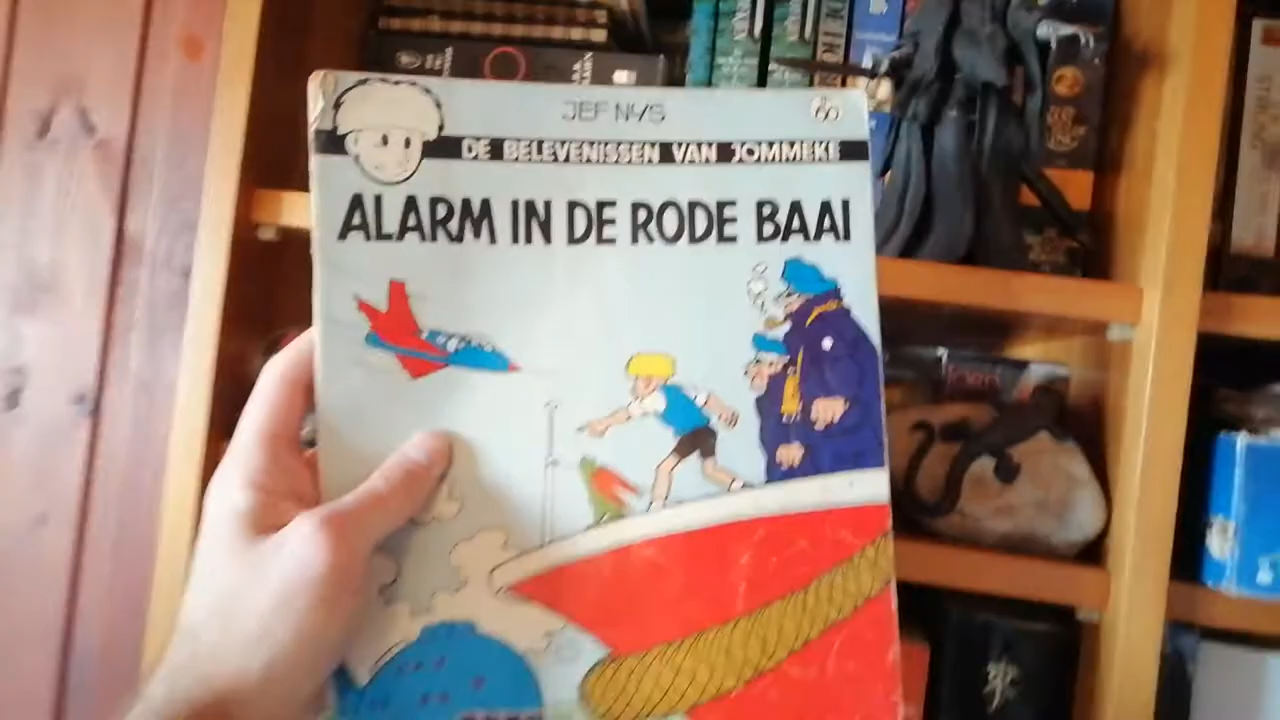 JEF NYS
60
DE BELEVENISSEN VAN JOMMEKE
ALARM IN DE RODE BAAI